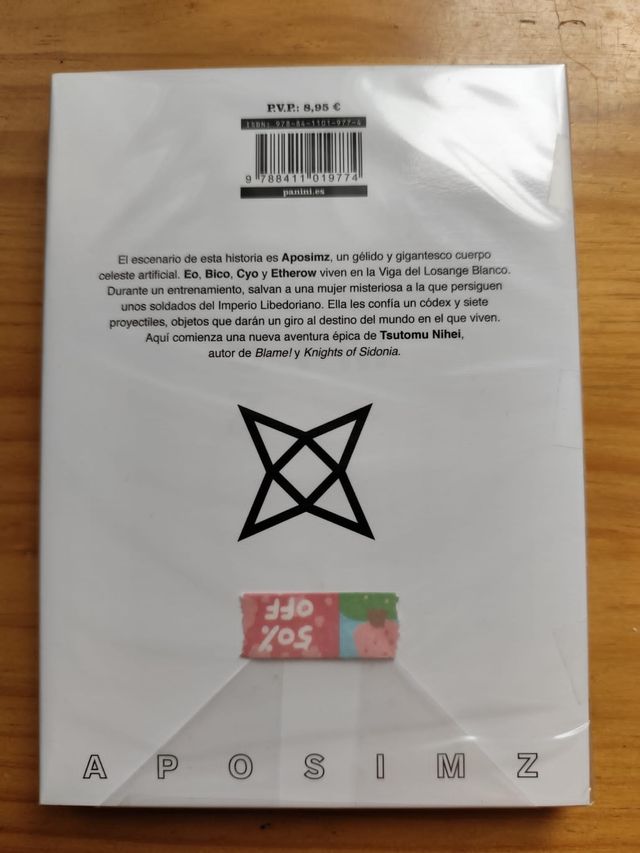 P.V.P.: 8,95 €
ISBN: 978-84-1101-977-4
9 788411 019774
panini.es
El escenario de esta historia es Aposimz, un gélido y gigantesco cuerpo
celeste artificial. Eo, Bico, Cyo y Etherow viven en la Viga del Losange Blanco.
Durante un entrenamiento, salvan a una mujer misteriosa a la que persiguen
unos soldados del Imperio Libedoriano. Ella les confía un códex y siete
proyectiles, objetos que darán un giro al destino del mundo en el que viven.
Aquí comienza una nueva aventura épica de Tsutomu Nihei,
autor de Blame! y Knights of Sidonia.
50%
OFF
APOSIMZ